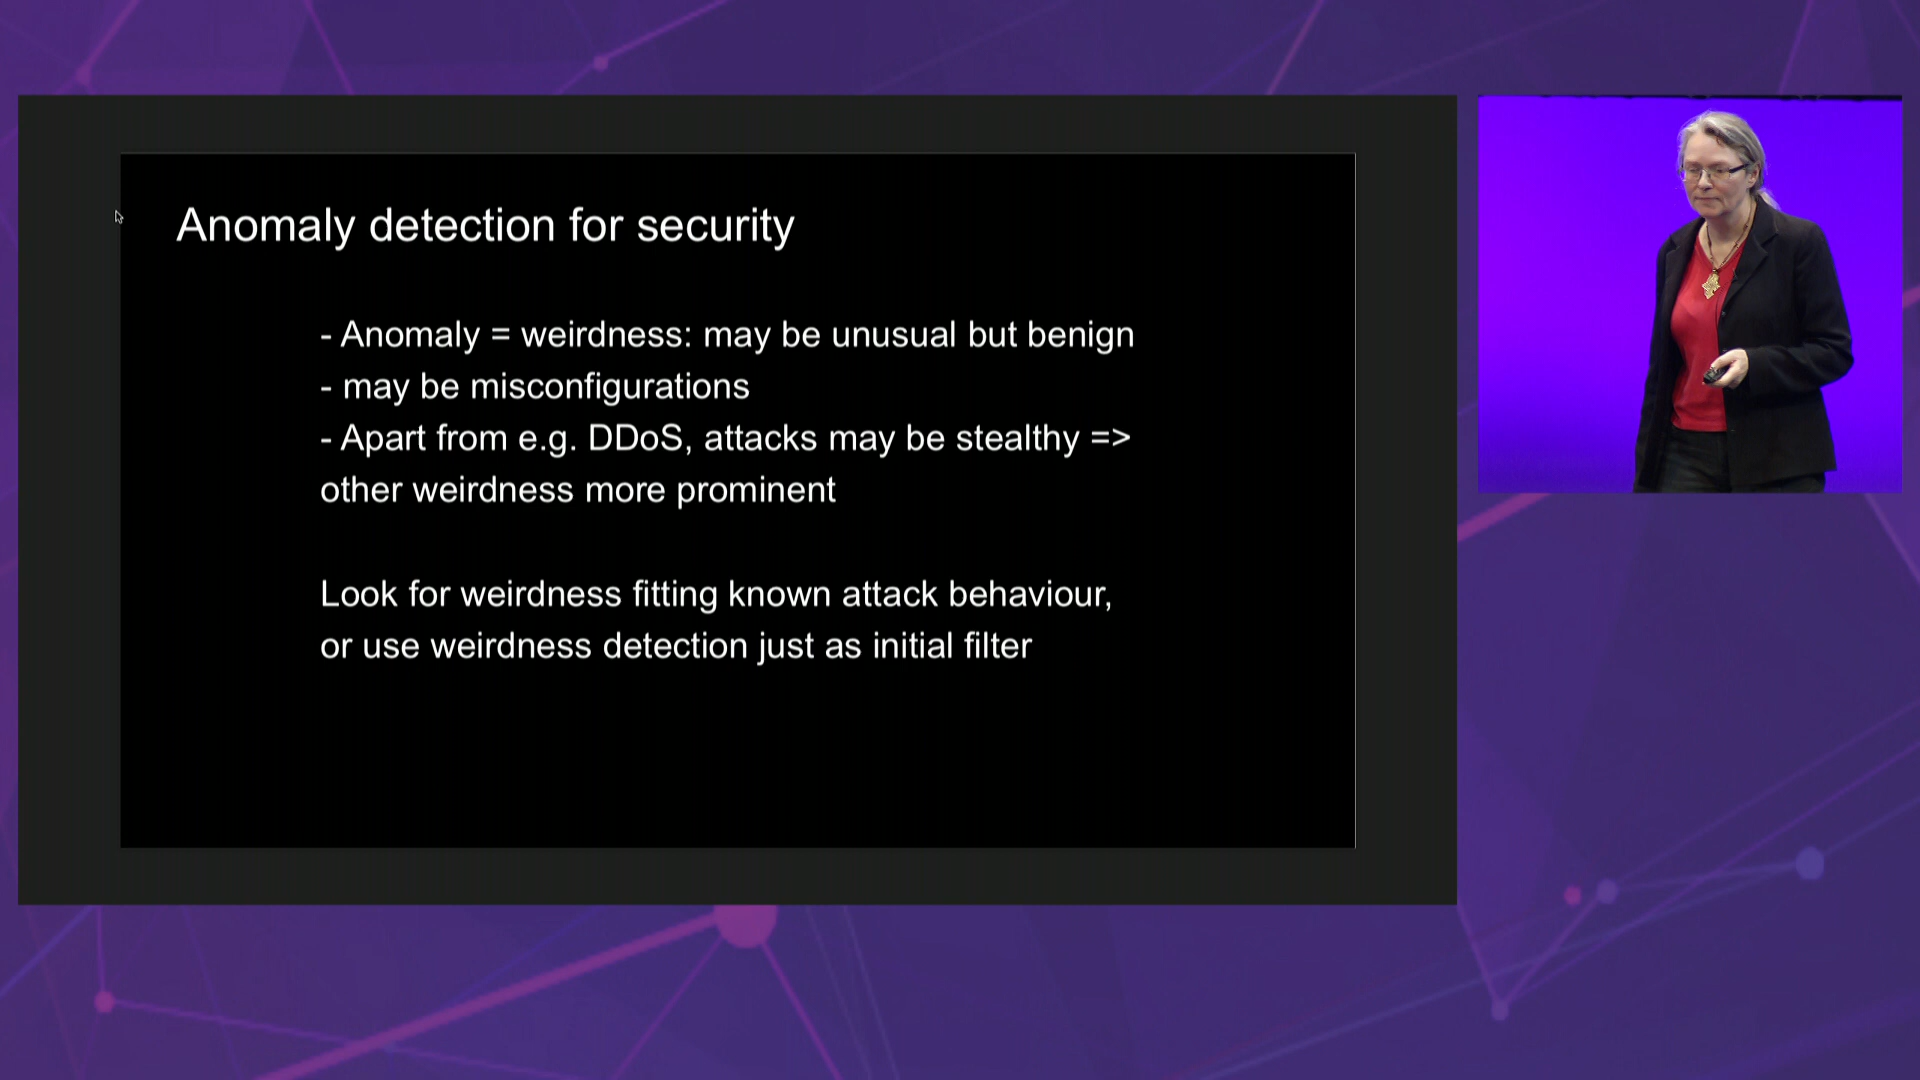 Anomaly detection for security
- Anomaly = weirdness: may be unusual but benign
- may be misconfigurations
- Apart from e.g. DDoS, attacks may be stealthy =>
other weirdness more prominent
Look for weirdness fitting known attack behaviour,
or use weirdness detection just as initial filter